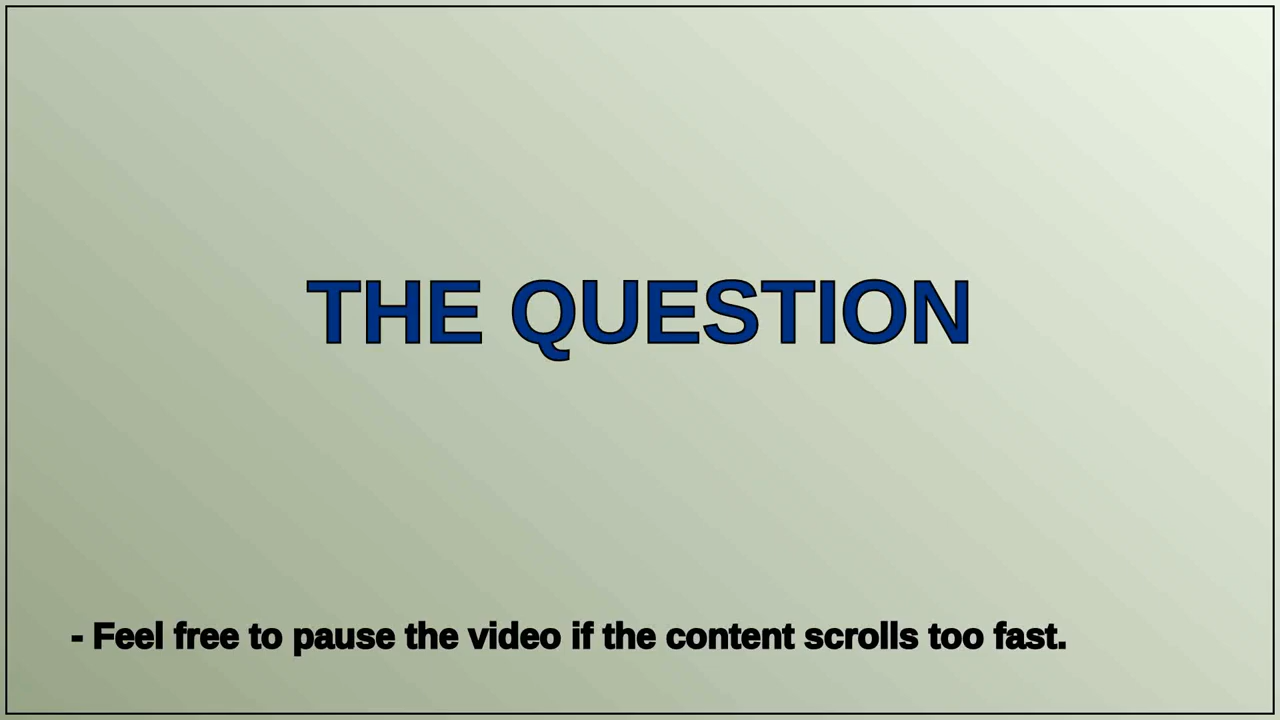 THE QUESTION
- Feel free to pause the video if the content scrolls too fast.